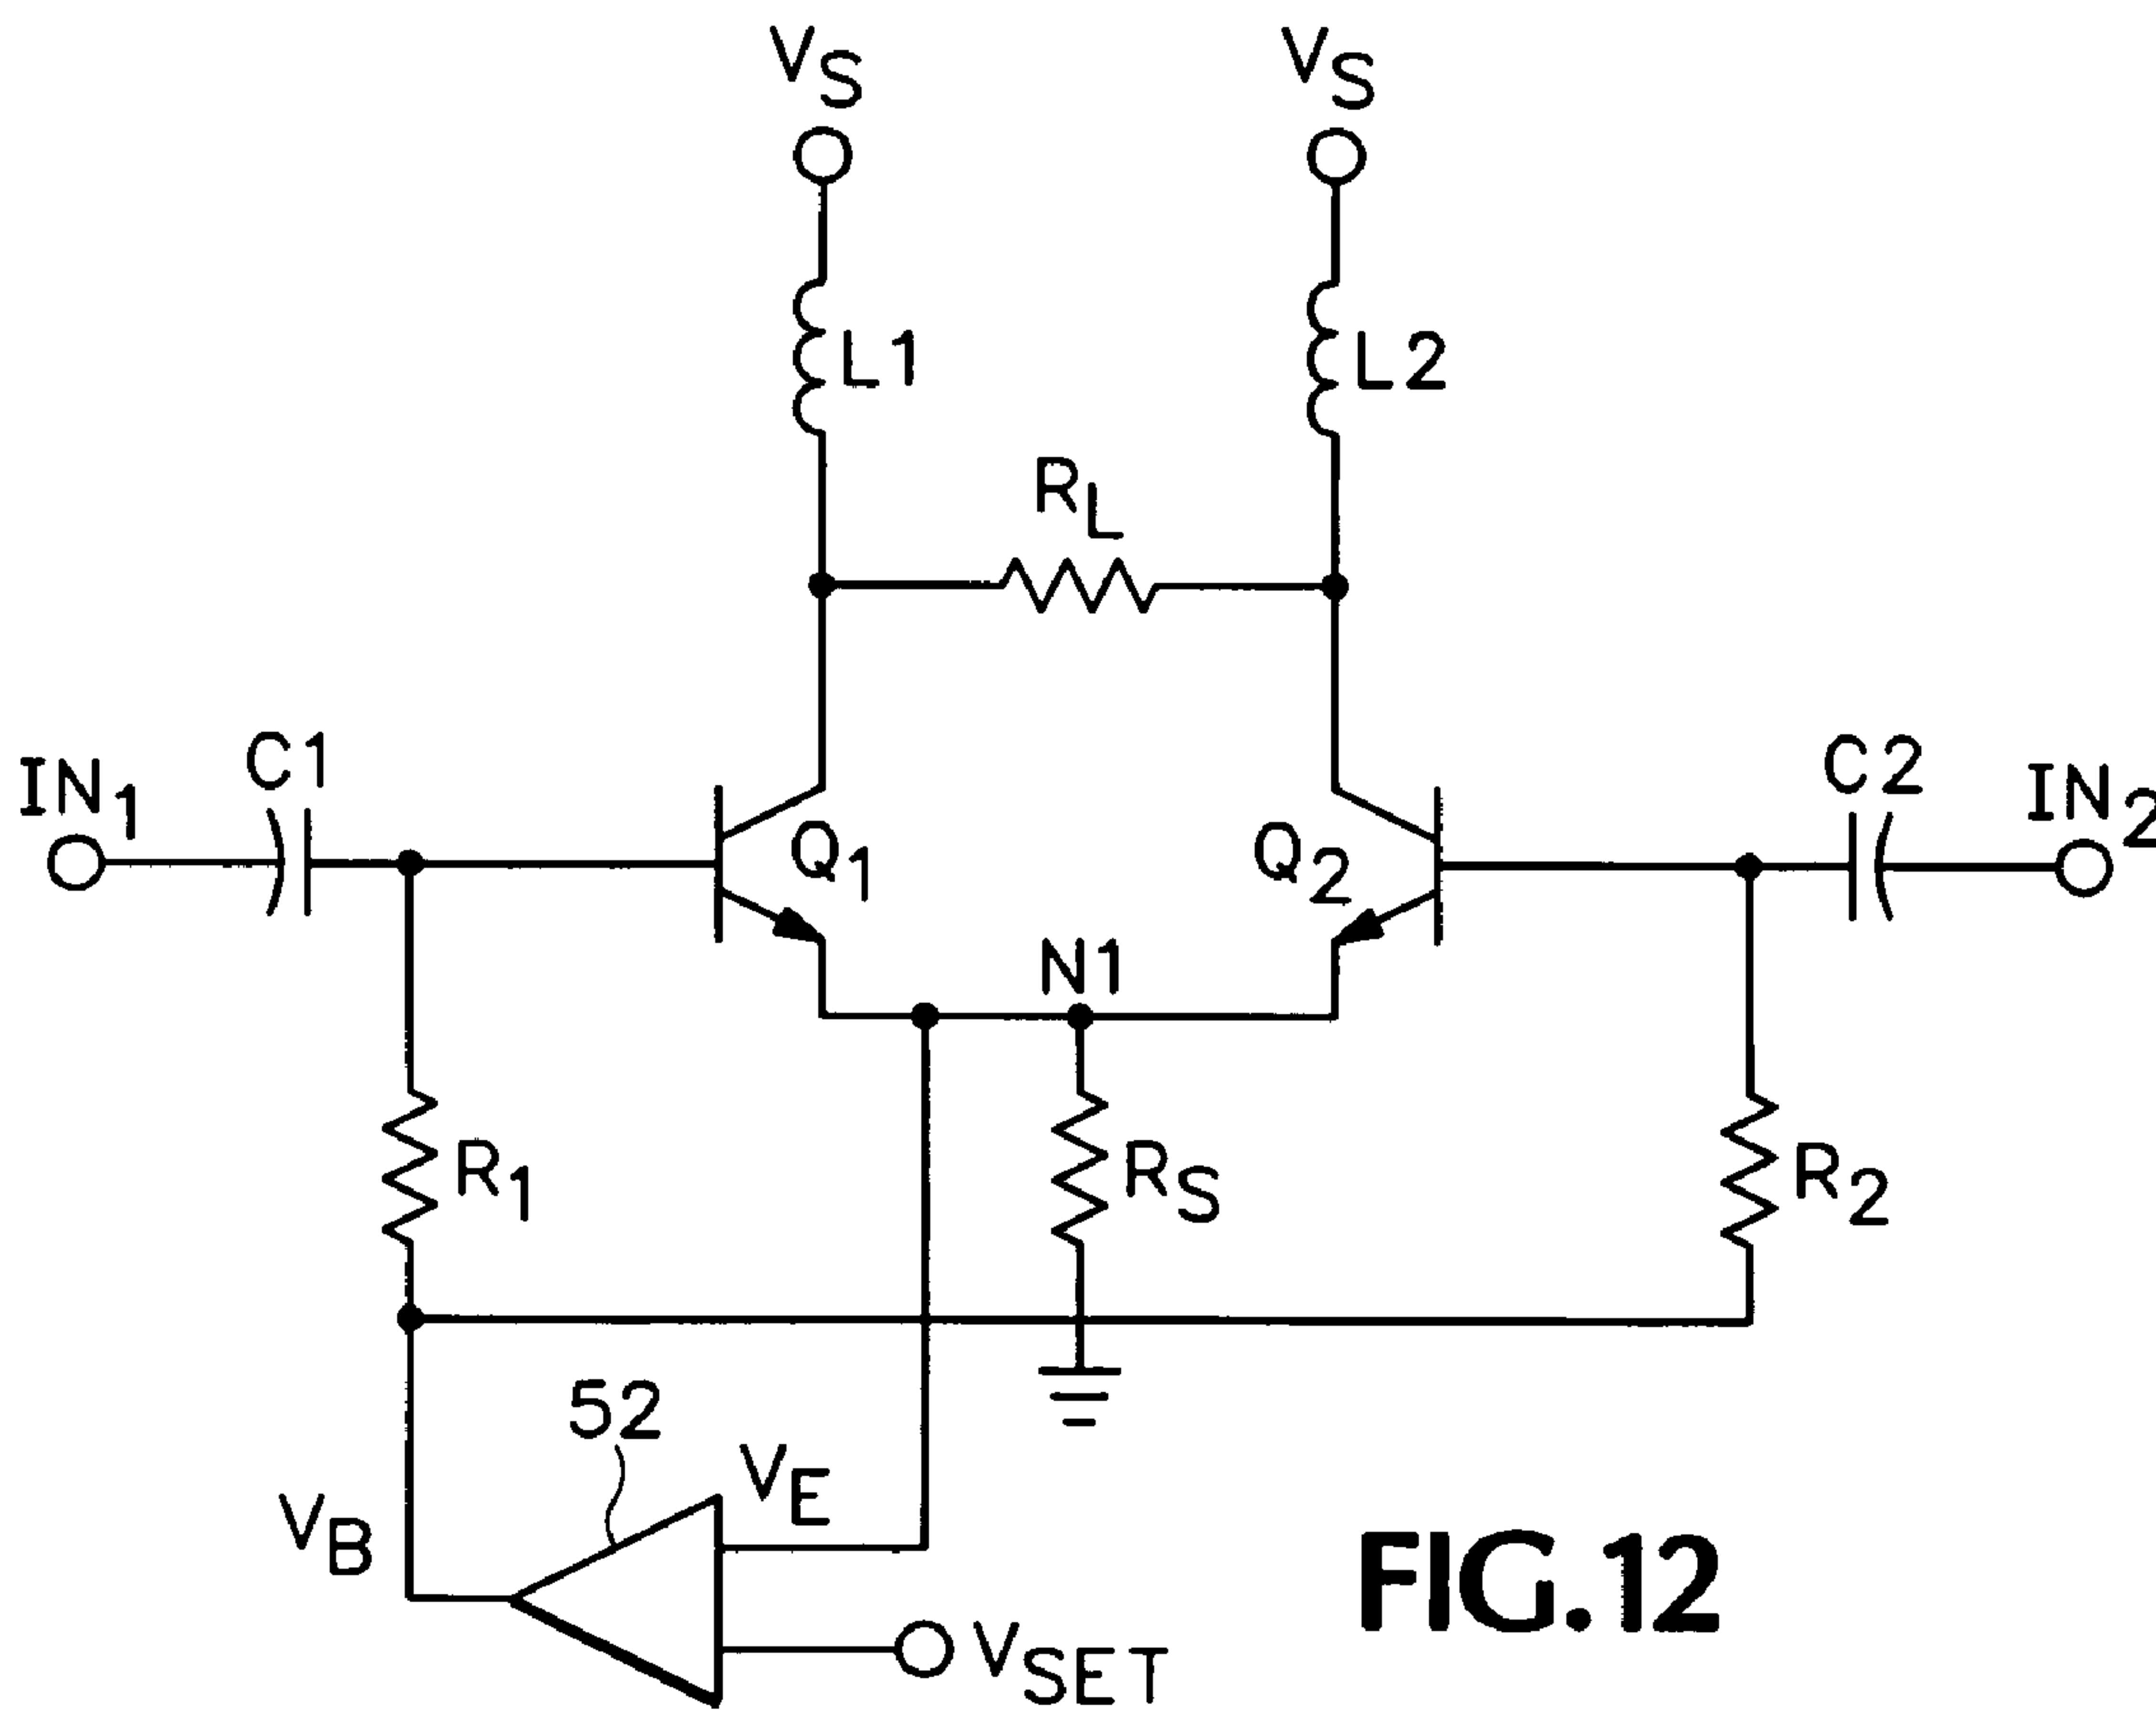 VS VS
L1 L2
RL
IN1 C1 C2 IN2
Q1 Q2
N1
R1 RS R2
52
VE
VB
VSET
FIG.12